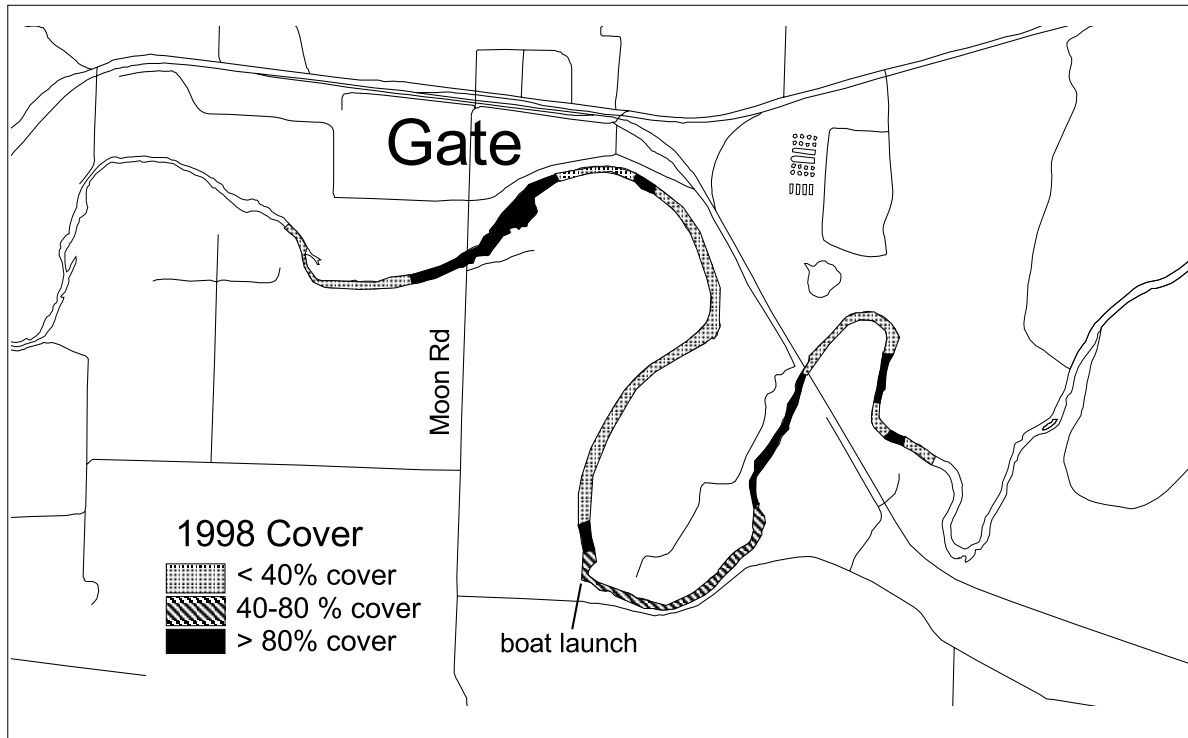 Gate
Moon Rd
1998 Cover
< 40% cover
40-80 % cover
> 80% cover
boat launch